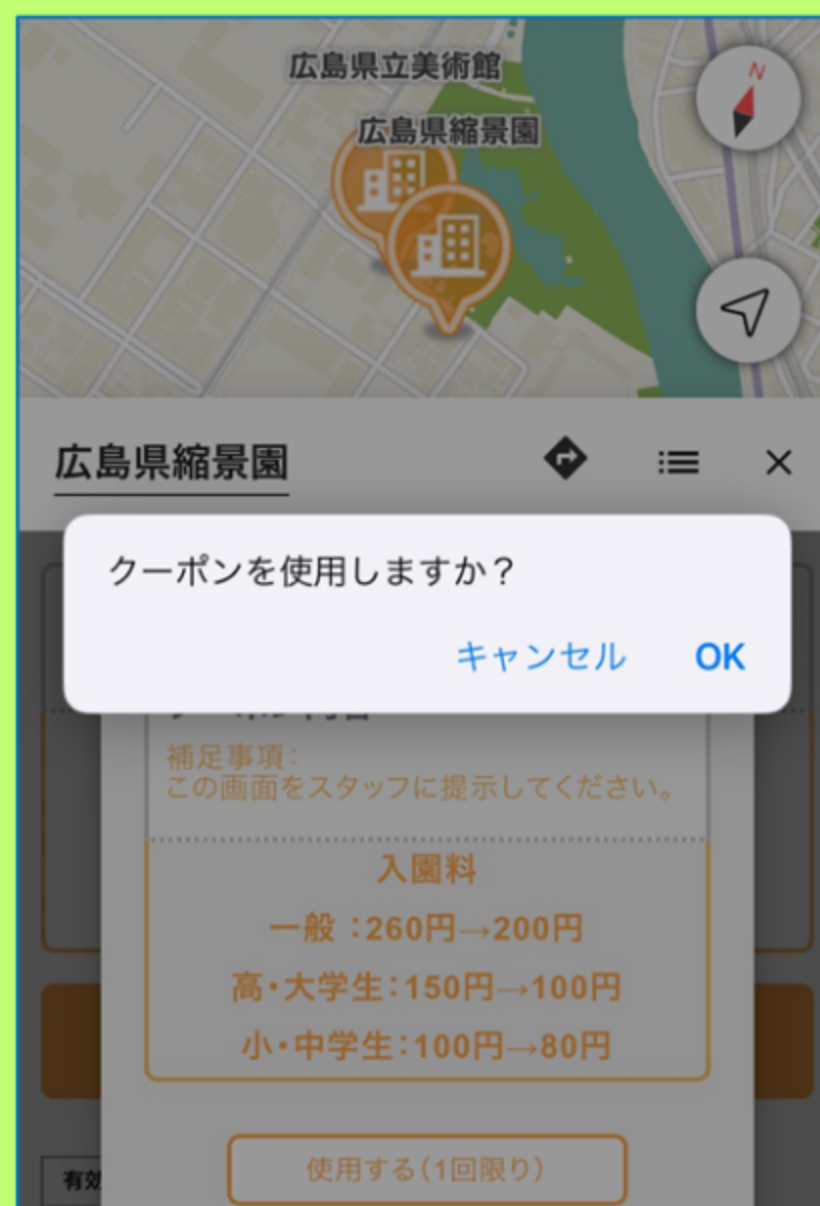 広島県立美術館
広島県縮景園
N
広島県縮景園
クーポンを使用しますか？
キャンセル OK
補足事項：
この画面をスタッフに提示してください。
入園料
一般：260円→200円
高・大学生：150円→100円
小・中学生：100円→80円
使用する（1回限り）
有効